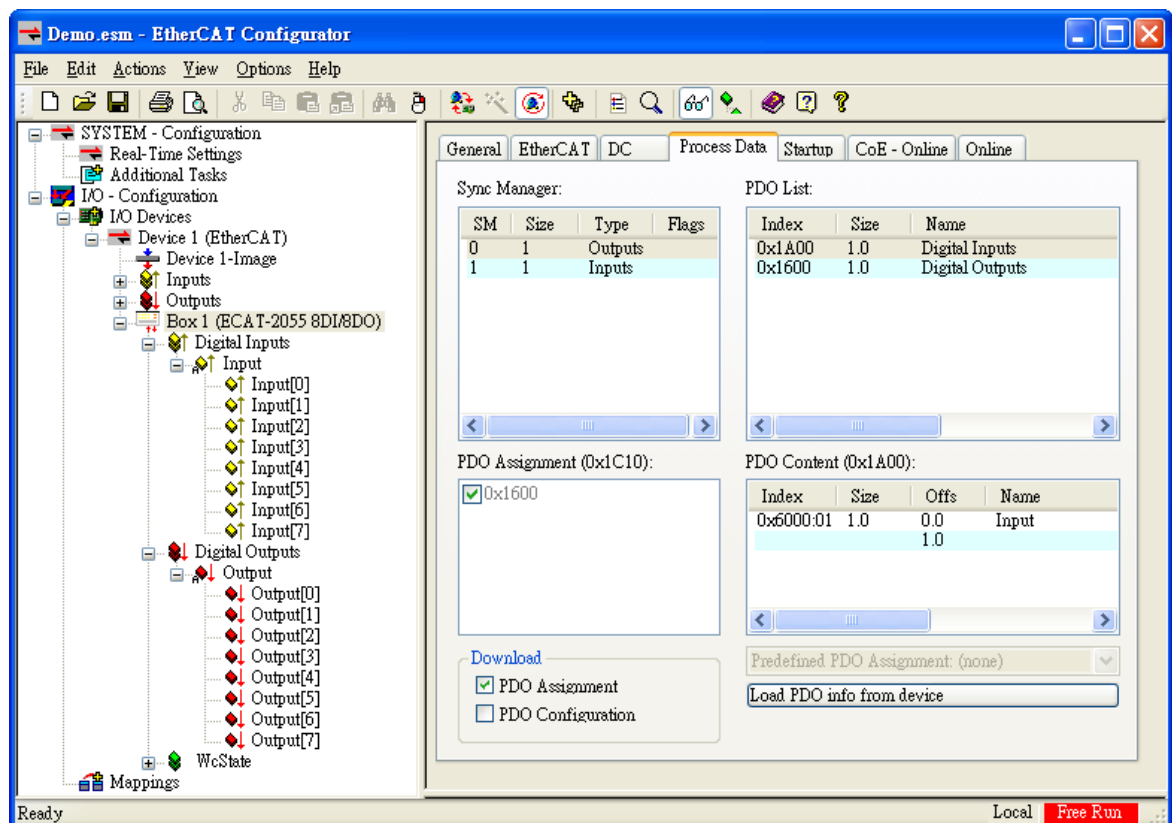 Demo.esm - EtherCAT Configurator
File Edit Actions View Options Help
SYSTEM - Configuration
Real-Time Settings
Additional Tasks
I/O - Configuration
I/O Devices
Device 1 (EtherCAT)
Device 1-Image
Inputs
Outputs
Box 1 (ECAT-2055 8DI/8DO)
Digital Inputs
Input
Input[0]
Input[1]
Input[2]
Input[3]
Input[4]
Input[5]
Input[6]
Input[7]
Digital Outputs
Output
Output[0]
Output[1]
Output[2]
Output[3]
Output[4]
Output[5]
Output[6]
Output[7]
WcState
Mappings
General EtherCAT DC Process Data Startup CoE - Online Online
Sync Manager:
SM Size Type Flags
0 1 Outputs
1 1 Inputs
PDO List:
Index Size Name
0x1A00 1.0 Digital Inputs
0x1600 1.0 Digital Outputs
PDO Assignment (0x1C10):
0x1600
PDO Content (0x1A00):
Index Size Offs Name
0x6000:01 1.0 0.0 Input
1.0
Download
PDO Assignment
PDO Configuration
Predefined PDO Assignment: (none)
Load PDO info from device
Ready
Local Free Run